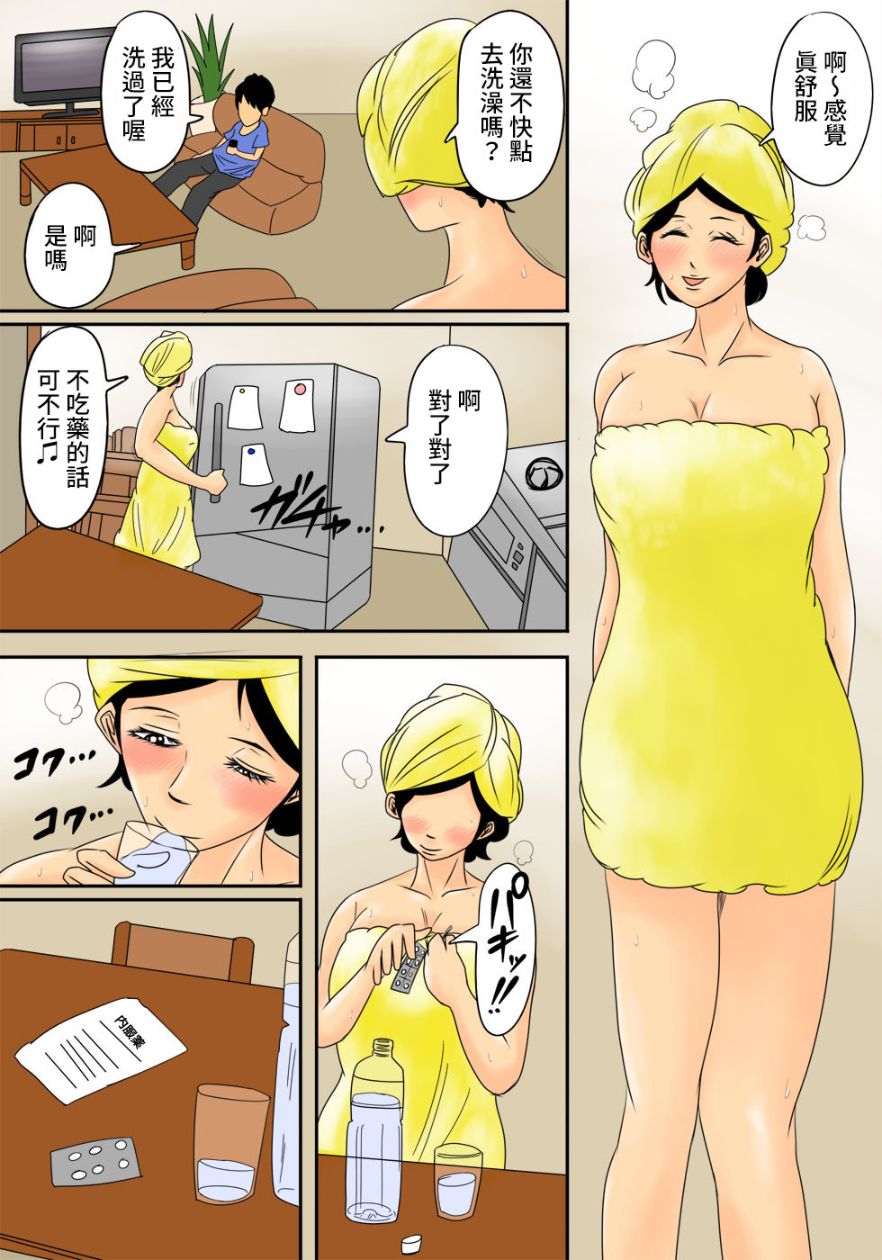 啊～感覺
眞舒服
你還不快點
去洗澡嗎？
我已經
洗過了喔
啊
是嗎
啊
對了對了
不吃藥的話
可不行♫
ガチャ…
パキッ!!
コク…
コク…
内服薬